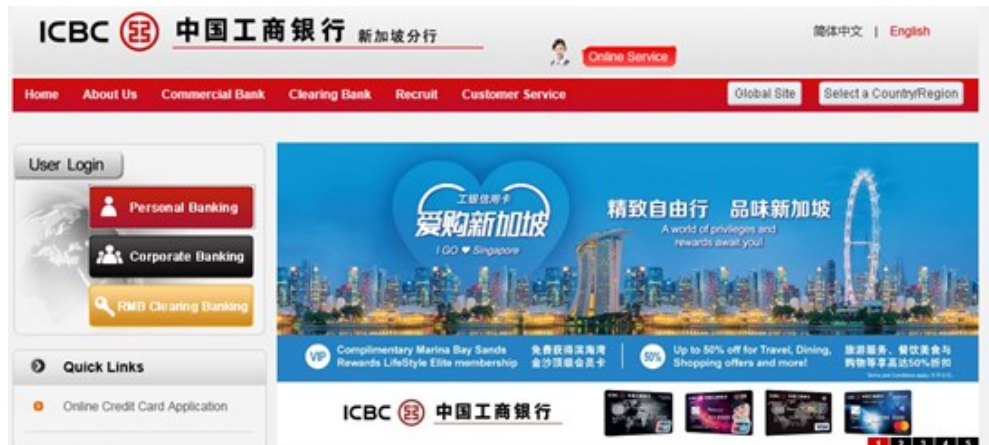 ICBC 中国工商银行 新加坡分行
Online Service
简体中文 | English
Home About Us Commercial Bank Clearing Bank Recruit Customer Service Global Site Select a Country/Region
User Login
Personal Banking
Corporate Banking
RMB Clearing Banking
Quick Links
Online Credit Card Application
工银信用卡
爱购新加坡
I GO ♥ Singapore
精致自由行 品味新加坡
A world of privileges and
rewards await you!
VIP
Complimentary Marina Bay Sands
Rewards LifeStyle Elite membership
免费获得滨海湾
金沙顶级会员卡
50%
Up to 50% off for Travel, Dining,
Shopping offers and more!
旅游服务、餐饮美食与
购物等享高达50%折扣
ICBC 中国工商银行
1 2 3 4 5